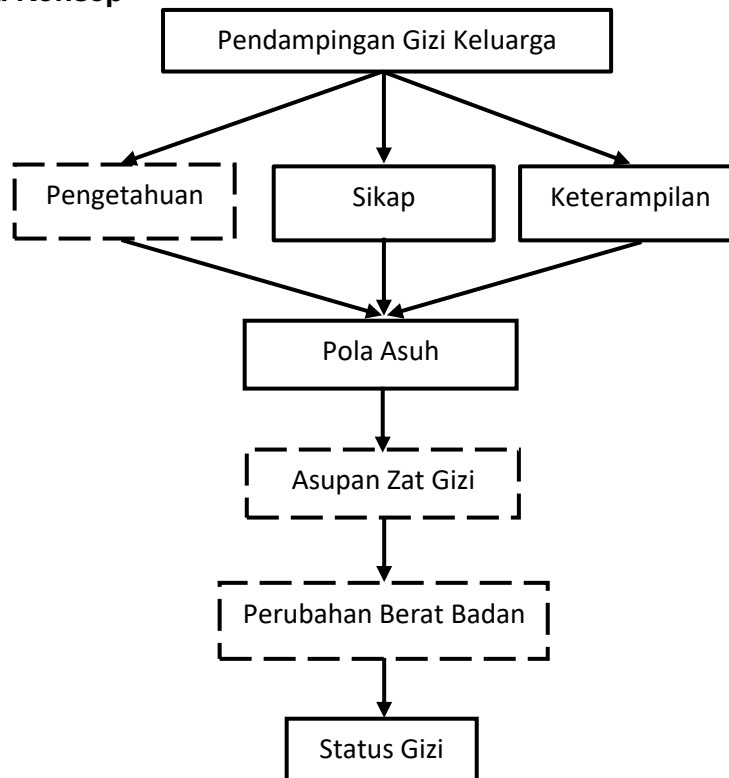 Konsep
Pendampingan Gizi Keluarga
Pengetahuan
Sikap
Keterampilan
Pola Asuh
Asupan Zat Gizi
Perubahan Berat Badan
Status Gizi